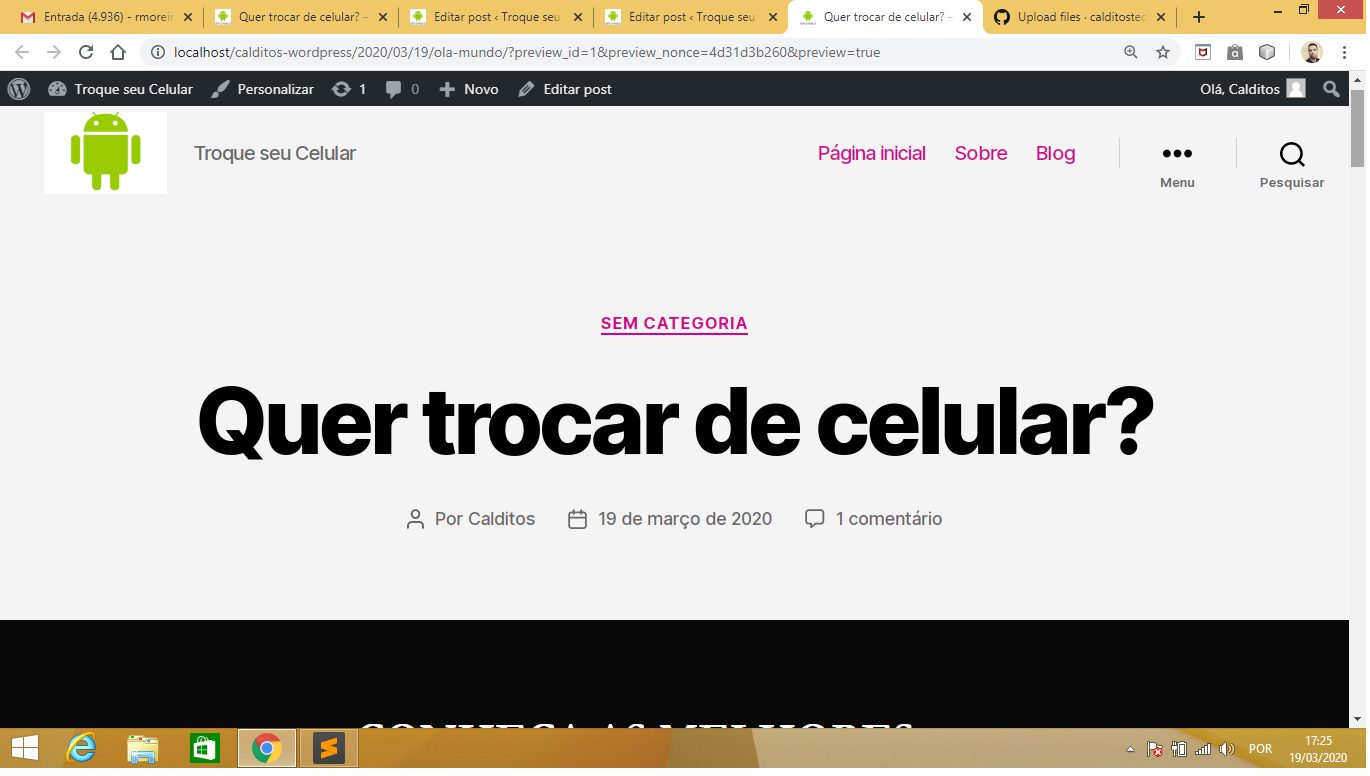 Entrada (4.936) - rmoreir
Quer trocar de celular? –
Editar post ‹ Troque seu
Editar post ‹ Troque seu
Quer trocar de celular? –
Upload files · calditostec
localhost/calditos-wordpress/2020/03/19/ola-mundo/?preview_id=1&preview_nonce=4d31d3b260&preview=true
Troque seu Celular
Personalizar
1
0
Novo
Editar post
Olá, Calditos
Troque seu Celular
Página inicial
Sobre
Blog
Menu
Pesquisar
SEM CATEGORIA
Quer trocar de celular?
Por Calditos
19 de março de 2020
1 comentário
CONHEÇA AS MELHORES
POR
17:25
19/03/2020